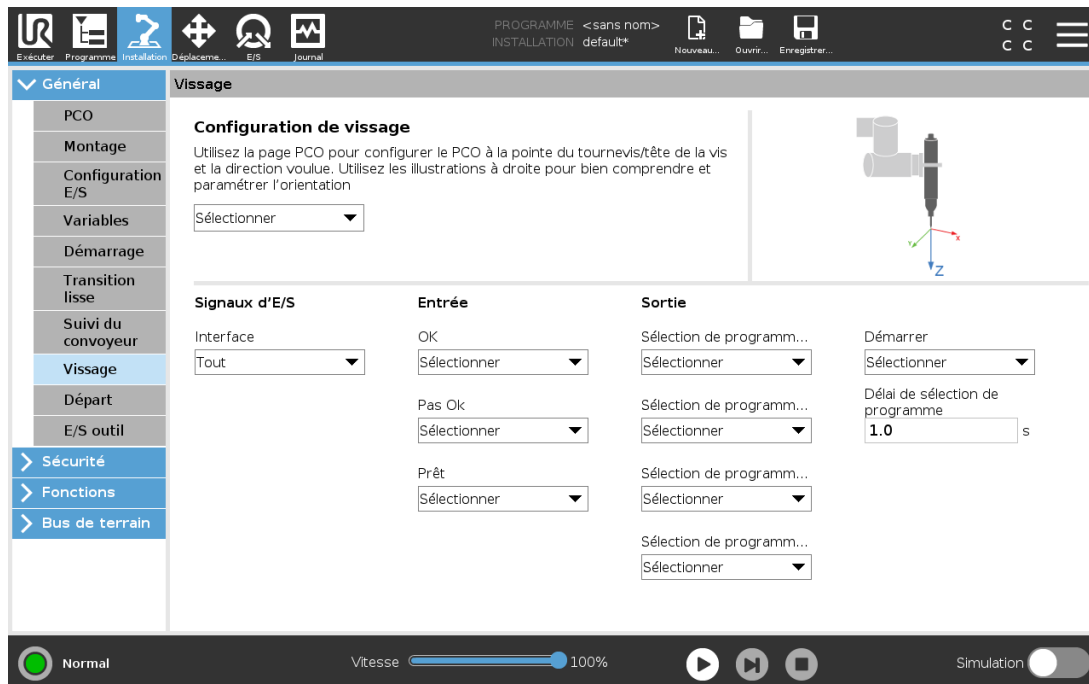 PROGRAMME <sans nom>
INSTALLATION default*
Exécuter
Programme
Installation
Déplaceme...
E/S
Journal
Nouveau...
Ouvrir...
Enregistrer...
C C
C C
Général
PCO
Montage
Configuration
E/S
Variables
Démarrage
Transition
lisse
Suivi du
convoyeur
Vissage
Départ
E/S outil
Sécurité
Fonctions
Bus de terrain
Vissage
Configuration de vissage
Utilisez la page PCO pour configurer le PCO à la pointe du tournevis/tête de la vis
et la direction voulue. Utilisez les illustrations à droite pour bien comprendre et
paramétrer l'orientation
Sélectionner
Y
X
Z
Signaux d'E/S
Interface
Tout
Entrée
OK
Sélectionner
Pas Ok
Sélectionner
Prêt
Sélectionner
Sortie
Sélection de programm...
Sélectionner
Sélection de programm...
Sélectionner
Sélection de programm...
Sélectionner
Sélection de programm...
Sélectionner
Démarrer
Sélectionner
Délai de sélection de
programme
1.0 s
Normal
Vitesse 100%
Simulation